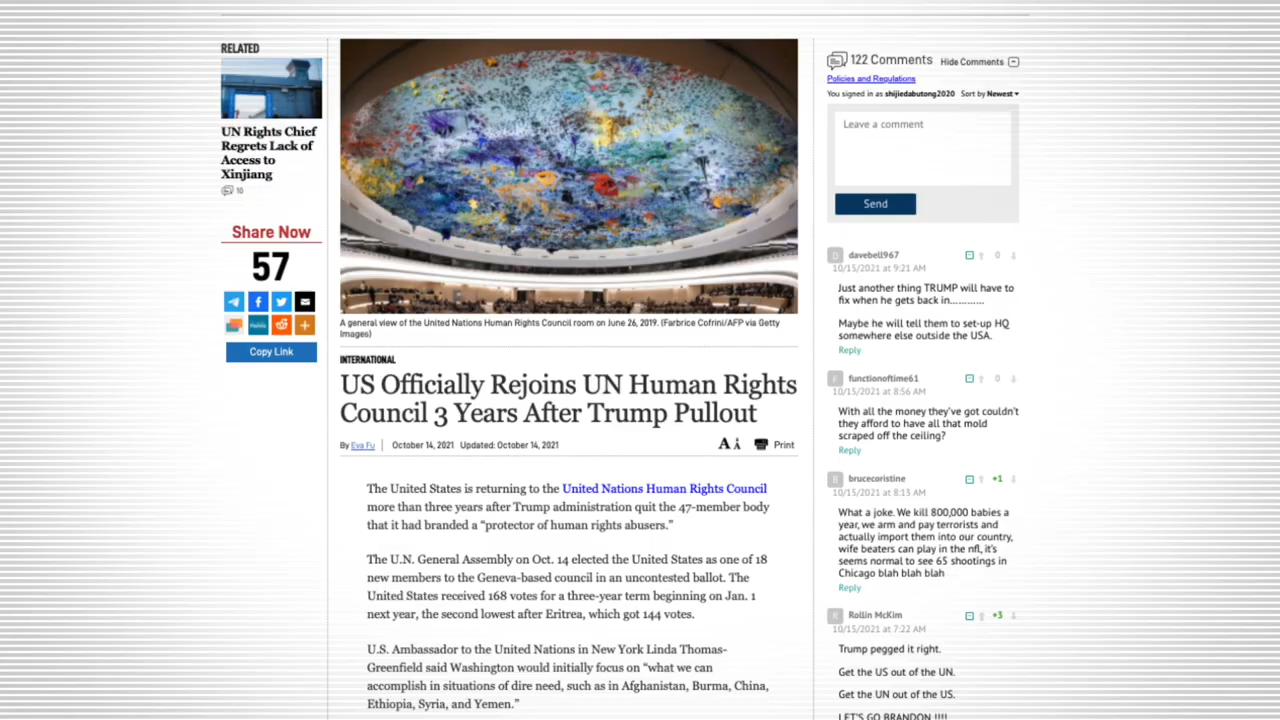 RELATED
UN Rights Chief
Regrets Lack of
Access to
Xinjiang
10
Share Now
57
Copy Link
A general view of the United Nations Human Rights Council room on June 26, 2019. (Farbrice Cofrini/AFP via Getty
Images)
INTERNATIONAL
US Officially Rejoins UN Human Rights
Council 3 Years After Trump Pullout
By Eva Fu | October 14, 2021 Updated: October 14, 2021
A A Print
The United States is returning to the United Nations Human Rights Council
more than three years after Trump administration quit the 47-member body
that it had branded a “protector of human rights abusers.”
The U.N. General Assembly on Oct. 14 elected the United States as one of 18
new members to the Geneva-based council in an uncontested ballot. The
United States received 168 votes for a three-year term beginning on Jan. 1
next year, the second lowest after Eritrea, which got 144 votes.
U.S. Ambassador to the United Nations in New York Linda Thomas-
Greenfield said Washington would initially focus on “what we can
accomplish in situations of dire need, such as in Afghanistan, Burma, China,
Ethiopia, Syria, and Yemen.”
122 Comments Hide Comments
Policies and Regulations
You signed in as shijiedabutong2020 Sort by Newest
Leave a comment
Send
D davebell967 0
10/15/2021 at 9:21 AM
Just another thing TRUMP will have to
fix when he gets back in............
Maybe he will tell them to set-up HQ
somewhere else outside the USA.
Reply
F functionoftime61 0
10/15/2021 at 8:56 AM
With all the money they've got couldn't
they afford to have all that mold
scraped off the ceiling?
Reply
B brucecoristine +1
10/15/2021 at 8:13 AM
What a joke. We kill 800,000 babies a
year, we arm and pay terrorists and
actually import them into our country,
wife beaters can play in the nfl, it's
seems normal to see 65 shootings in
Chicago blah blah blah
Reply
R Rollin McKim +3
10/15/2021 at 7:22 AM
Trump pegged it right.
Get the US out of the UN.
Get the UN out of the US.
LET'S GO BRANDON !!!!